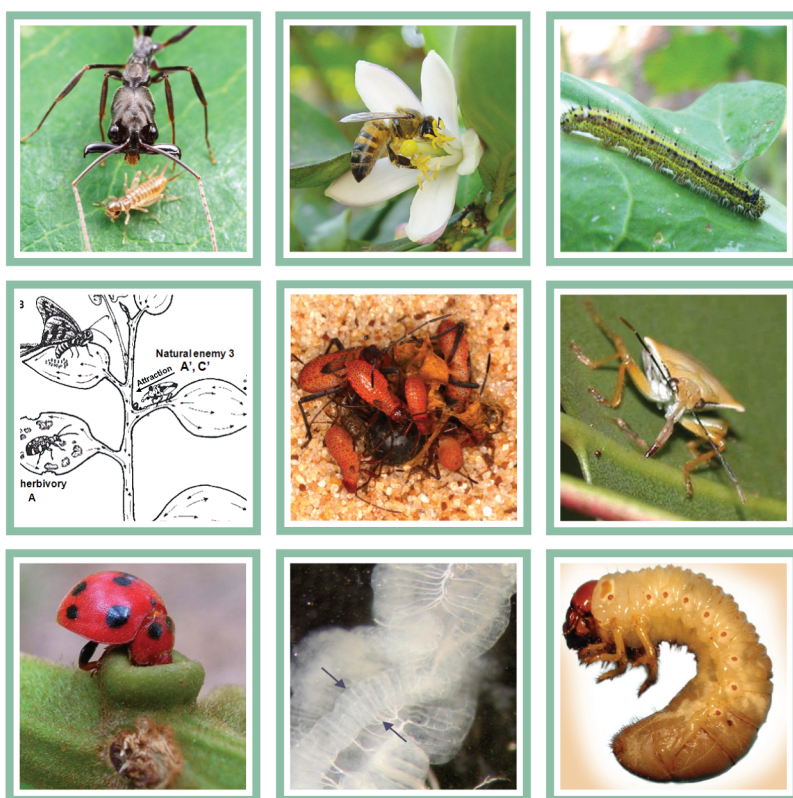 B
Natural enemy 3
A', C'
Attraction
herbivory
A